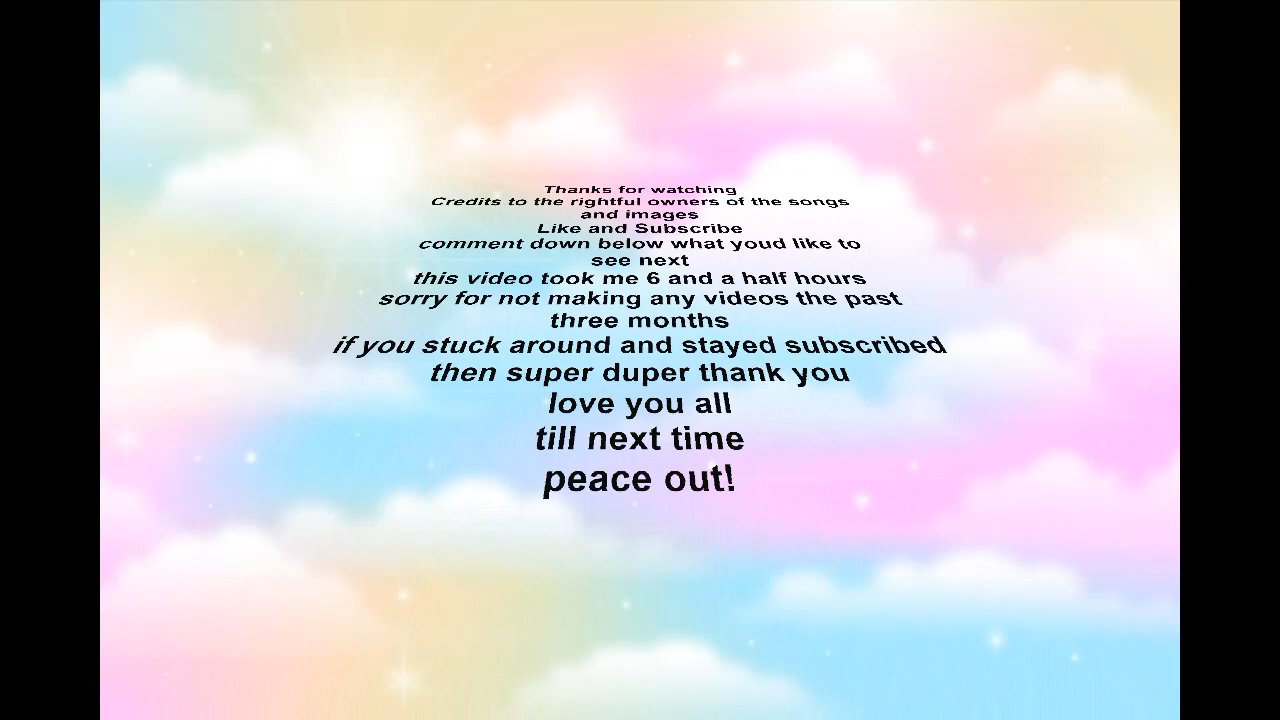 Thanks for watching
Credits to the rightful owners of the songs
and images
Like and Subscribe
comment down below what youd like to
see next
this video took me 6 and a half hours
sorry for not making any videos the past
three months
if you stuck around and stayed subscribed
then super duper thank you
love you all
till next time
peace out!